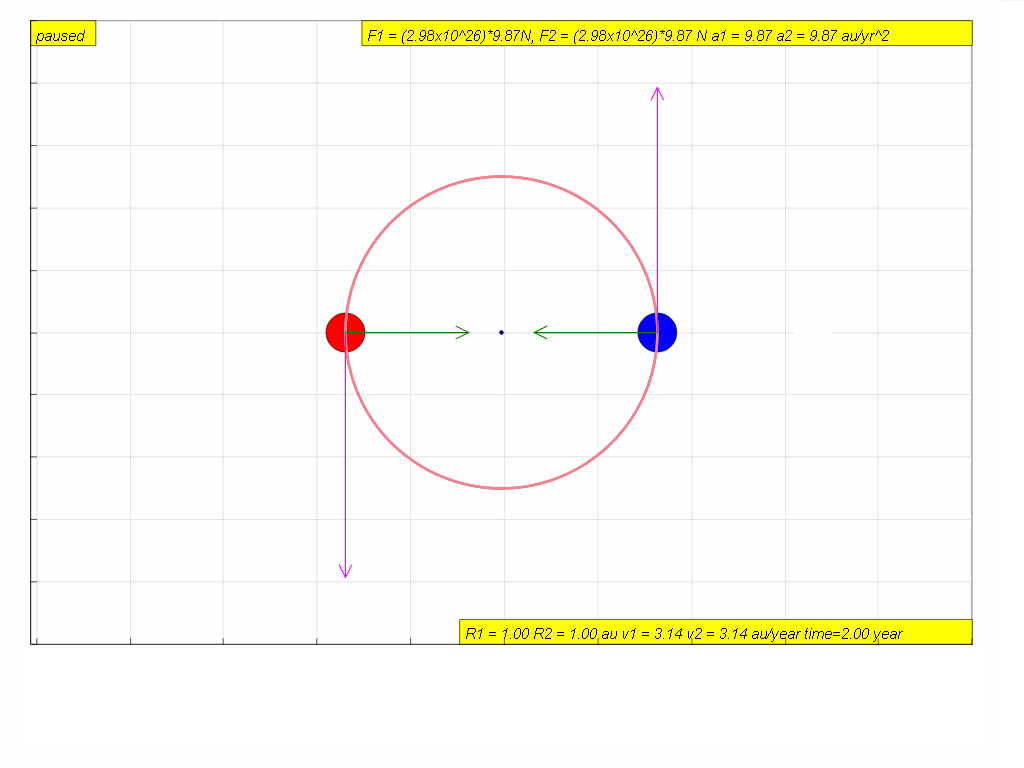 paused
F1 = (2.98x10^26)*9.87N, F2 = (2.98x10^26)*9.87 N a1 = 9.87 a2 = 9.87 au/yr^2
R1 = 1.00 R2 = 1.00 au v1 = 3.14 v2 = 3.14 au/year time=2.00 year